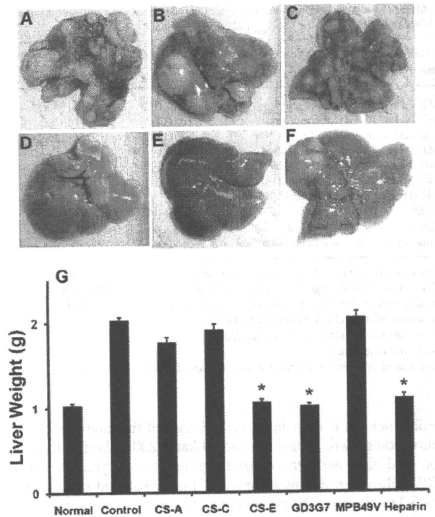 A
B
C
D
E
F
G
Liver Weight (g)
2
1
0
*
*
*
Normal Control CS-A CS-C CS-E GD3G7 MPB49V Heparin